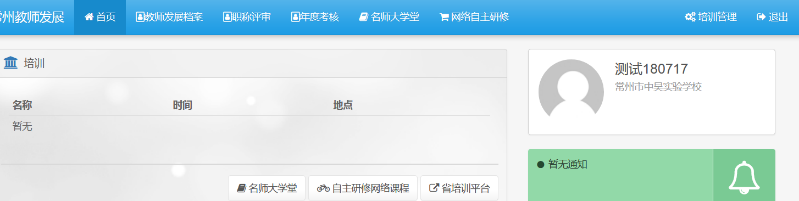 州教师发展 首页 教师发展档案 职称评审 年度考核 名师大学堂 网络自主研修 培训管理 退出
培训
名称 时间 地点
暂无
名师大学堂 自主研修网络课程 省培训平台
测试180717
常州市中吴实验学校
暂无通知